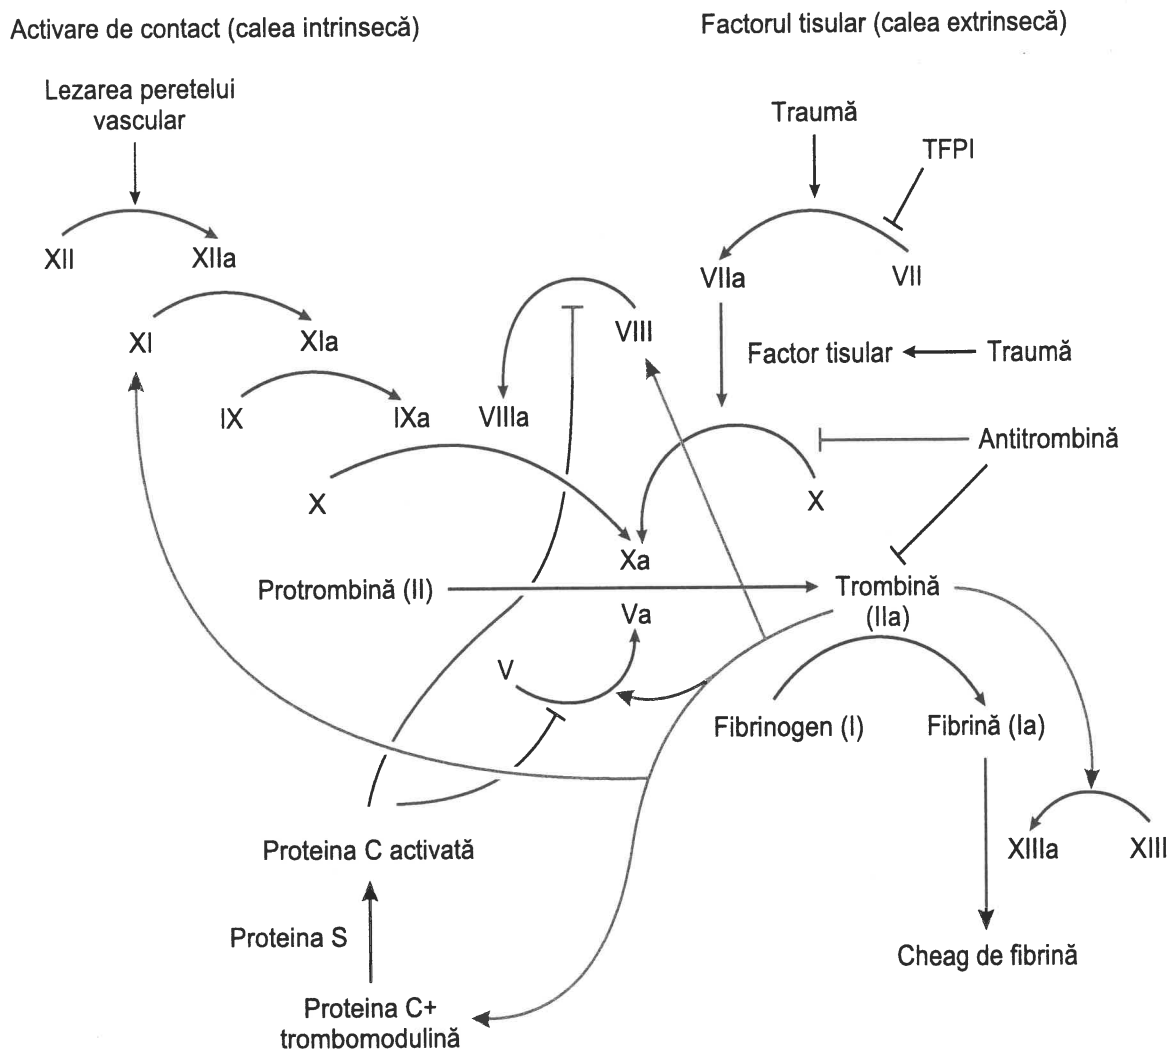 Activare de contact (calea intrinsecă)
Factorul tisular (calea extrinsecă)
Lezarea peretelui
vascular
Traumă
TFPI
XII
XIIa
VIIa
VII
XI
XIa
VIII
Factor tisular
Traumă
IX
IXa
VIIIa
Antitrombină
X
X
Xa
Protrombină (II)
Trombină
(IIa)
Va
V
Fibrinogen (I)
Fibrină (Ia)
Proteina C activată
XIIIa
XIII
Proteina S
Cheag de fibrină
Proteina C+
trombomodulină